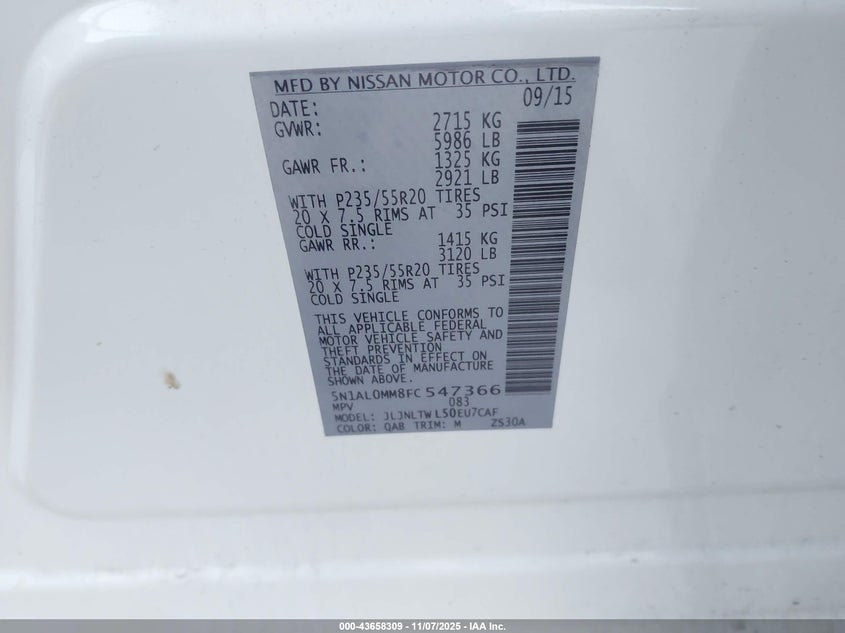 MFD BY NISSAN MOTOR CO., LTD.
DATE: 09/15
GVWR: 2715 KG
5986 LB
GAWR FR.: 1325 KG
2921 LB
WITH P235/55R20 TIRES
20 X 7.5 RIMS AT 35 PSI
COLD SINGLE
GAWR RR.: 1415 KG
3120 LB
WITH P235/55R20 TIRES
20 X 7.5 RIMS AT 35 PSI
COLD SINGLE
THIS VEHICLE CONFORMS TO
ALL APPLICABLE FEDERAL
MOTOR VEHICLE SAFETY AND
THEFT PREVENTION
STANDARDS IN EFFECT ON
THE DATE OF MANUFACTURE
SHOWN ABOVE.
5N1AL0MM8FC547366
MPV 083
MODEL: JLJNLTWL50EU7CAF
COLOR: QAB TRIM: M ZS30A
000-43658309 - 11/07/2025 - IAA Inc.